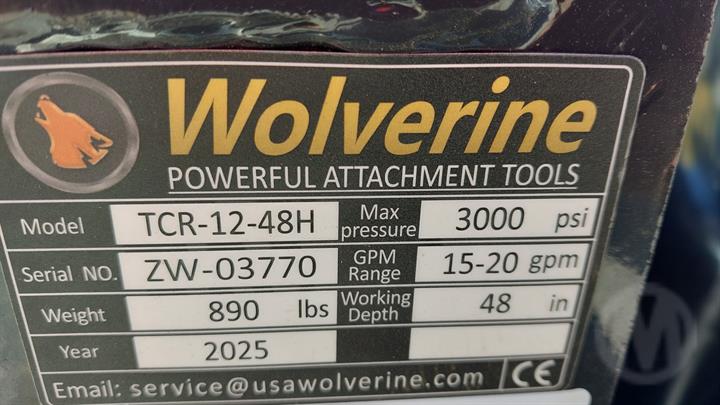 Wolverine
POWERFUL ATTACHMENT TOOLS
Model TCR-12-48H Max pressure 3000 psi
Serial NO. ZW-03770 GPM Range 15-20 gpm
Weight 890 lbs Working Depth 48 in
Year 2025
Email: service@usawolverine.com CE
M